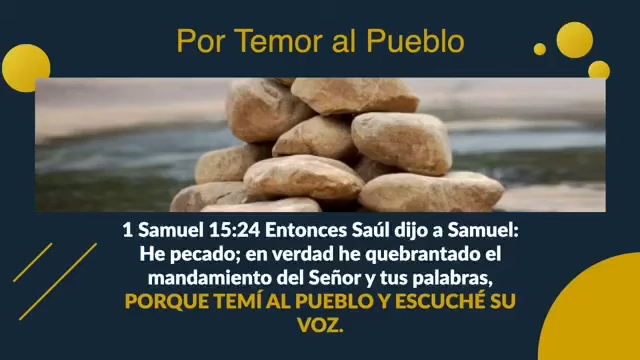 Por Temor al Pueblo
1 Samuel 15:24 Entonces Saúl dijo a Samuel:
He pecado; en verdad he quebrantado el
mandamiento del Señor y tus palabras,
PORQUE TEMÍ AL PUEBLO Y ESCUCHÉ SU
VOZ.